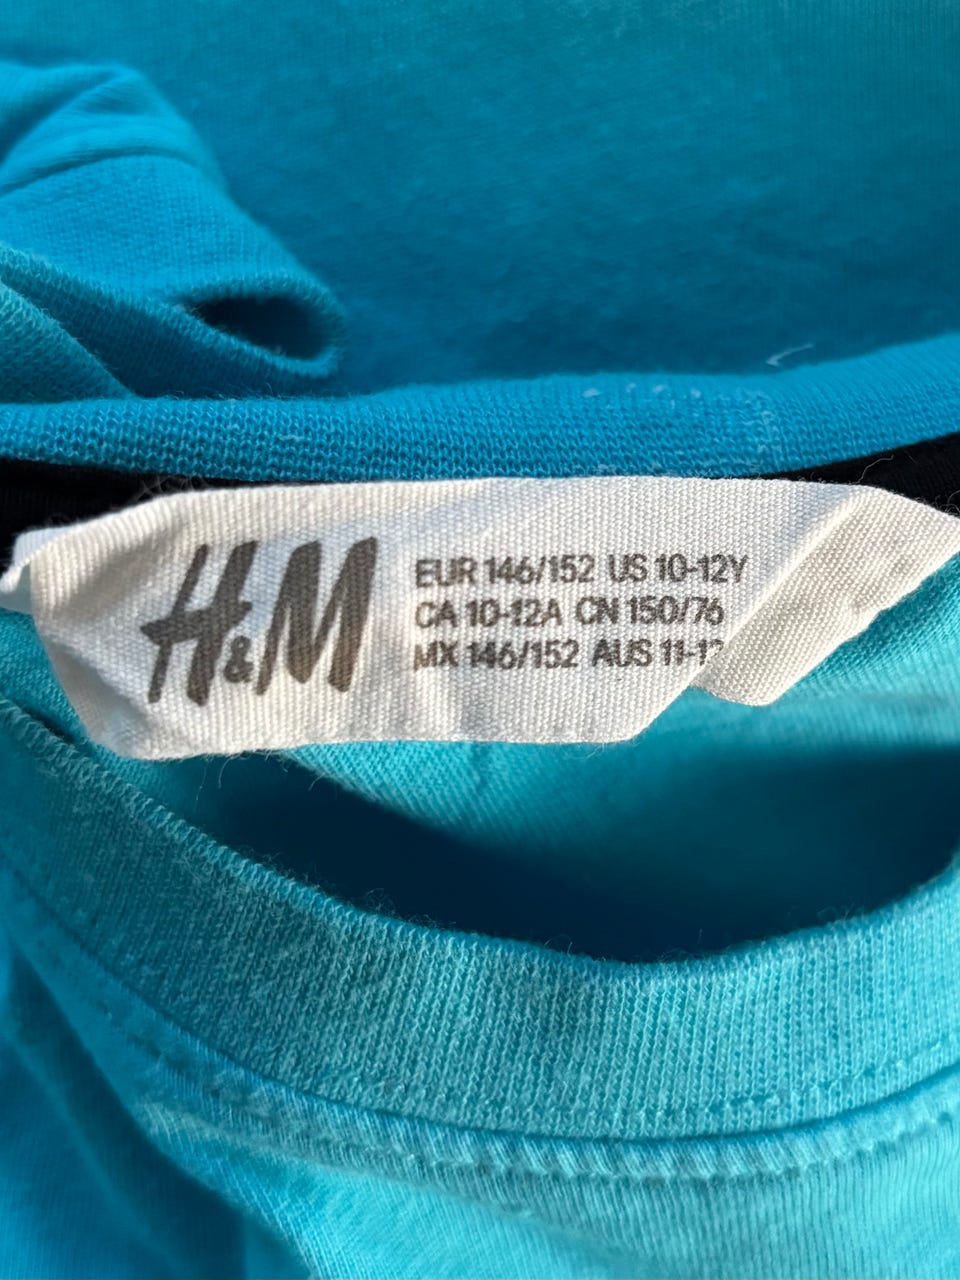 H&M
EUR 146/152 US 10-12Y
CA 10-12A CN 150/76
MX 146/152 AUS